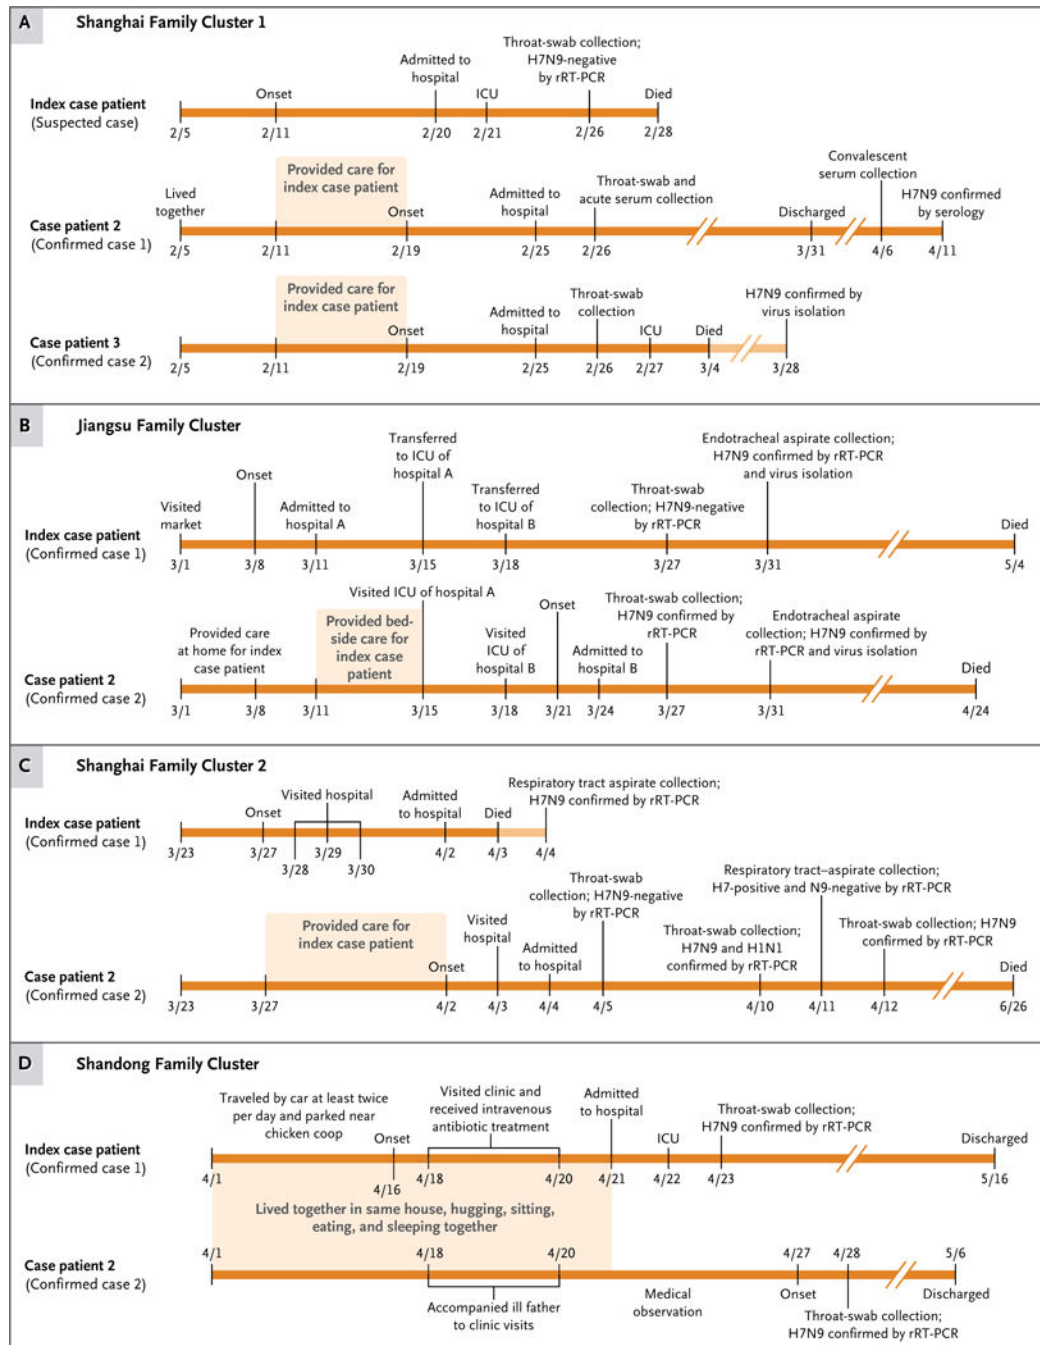 A Shanghai Family Cluster 1
Throat-swab collection;
H7N9-negative
by rRT-PCR
Admitted to
hospital
Onset
ICU
Died
Index case patient
(Suspected case)
2/5 2/11 2/20 2/21 2/26 2/28
Provided care for
index case patient
Convalescent
serum collection
Lived
together
Onset
Admitted to
hospital
Throat-swab and
acute serum collection
Discharged
H7N9 confirmed
by serology
Case patient 2
(Confirmed case 1)
2/5 2/11 2/19 2/25 2/26 3/31 4/6 4/11
Provided care for
index case patient
Onset
Admitted to
hospital
Throat-swab
collection
ICU
Died
H7N9 confirmed by
virus isolation
Case patient 3
(Confirmed case 2)
2/5 2/11 2/19 2/25 2/26 2/27 3/4 3/28
B Jiangsu Family Cluster
Visited
market
Onset
Admitted to
hospital A
Transferred
to ICU of
hospital A
Transferred
to ICU of
hospital B
Throat-swab
collection; H7N9-negative
by rRT-PCR
Endotracheal aspirate collection;
H7N9 confirmed by rRT-PCR
and virus isolation
Died
Index case patient
(Confirmed case 1)
3/1 3/8 3/11 3/15 3/18 3/27 3/31 5/4
Provided care
at home for index
case patient
Provided bed-
side care for
index case
patient
Visited ICU of hospital A
Visited
ICU of
hospital B
Onset
Admitted to
hospital B
Throat-swab collection;
H7N9 confirmed by
rRT-PCR
Endotracheal aspirate
collection; H7N9 confirmed by
rRT-PCR and virus isolation
Died
Case patient 2
(Confirmed case 2)
3/1 3/8 3/11 3/15 3/18 3/21 3/24 3/27 3/31 4/24
C Shanghai Family Cluster 2
Onset
Visited hospital
Admitted
to hospital
Died
Respiratory tract aspirate collection;
H7N9 confirmed by rRT-PCR
Index case patient
(Confirmed case 1)
3/23 3/27 3/28 3/29 3/30 4/2 4/3 4/4
Provided care for
index case patient
Onset
Visited
hospital
Admitted
to hospital
Throat-swab
collection; H7N9-negative
by rRT-PCR
Throat-swab collection;
H7N9 and H1N1
confirmed by rRT-PCR
Respiratory tract–aspirate collection;
H7-positive and N9-negative by rRT-PCR
Throat-swab collection; H7N9
confirmed by rRT-PCR
Died
Case patient 2
(Confirmed case 2)
3/23 3/27 4/2 4/3 4/4 4/5 4/10 4/11 4/12 6/26
D Shandong Family Cluster
Traveled by car at least twice
per day and parked near
chicken coop
Onset
Visited clinic and
received intravenous
antibiotic treatment
Admitted
to hospital
ICU
Throat-swab collection;
H7N9 confirmed by rRT-PCR
Discharged
Index case patient
(Confirmed case 1)
4/1 4/16 4/18 4/20 4/21 4/22 4/23 5/16
Lived together in same house, hugging, sitting,
eating, and sleeping together
4/1 4/18 4/20 4/27 4/28 5/6
Case patient 2
(Confirmed case 2)
Accompanied ill father
to clinic visits
Medical
observation
Onset
Throat-swab collection;
H7N9 confirmed by rRT-PCR
Discharged